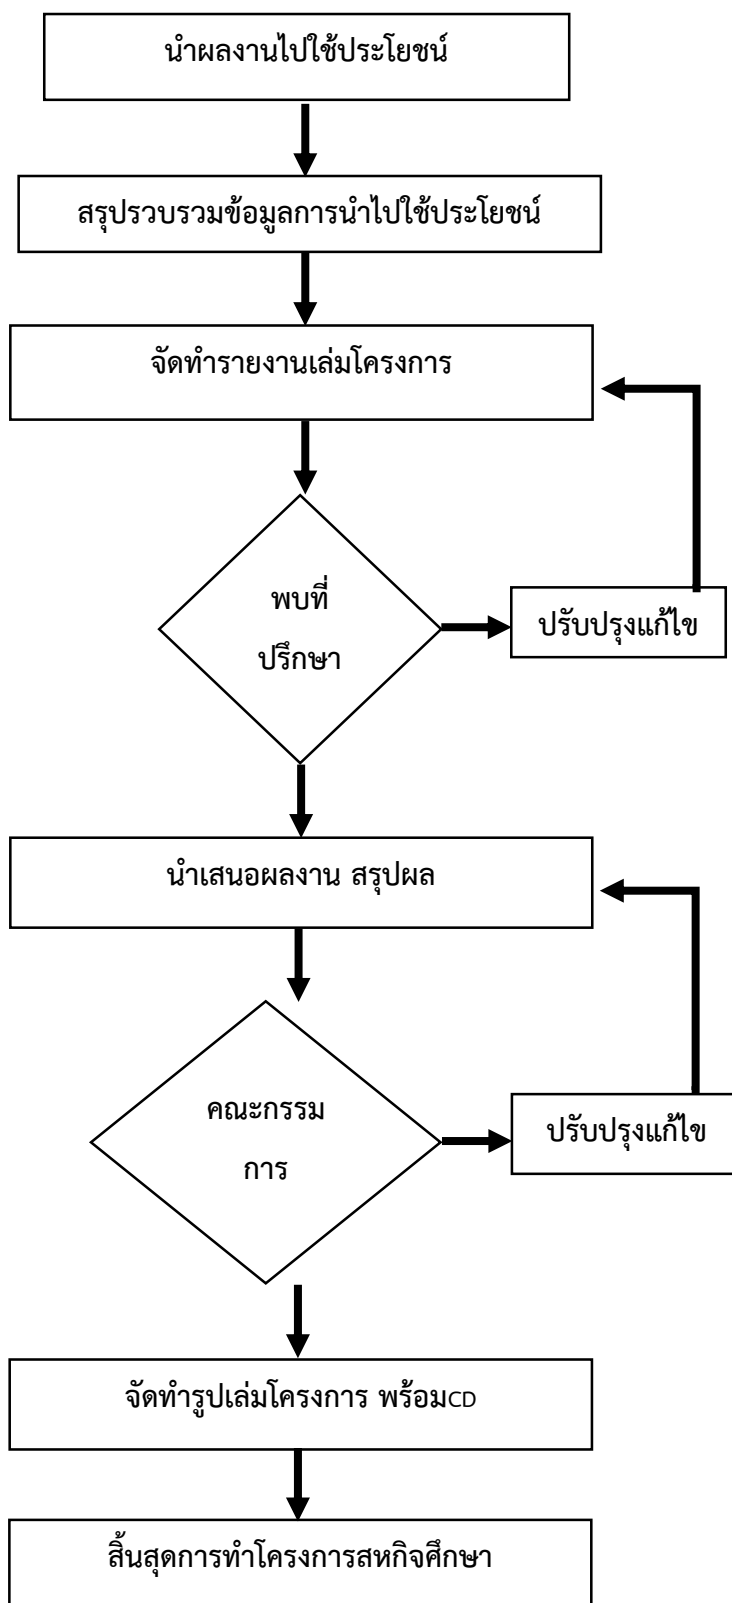 นำผลงานไปใช้ประโยชน์
สรุปรวบรวมข้อมูลการนำไปใช้ประโยชน์
จัดทำรายงานเล่มโครงการ
พบที่
ปรึกษา
ปรับปรุงแก้ไข
นำเสนอผลงาน สรุปผล
คณะกรรม
การ
ปรับปรุงแก้ไข
จัดทำรูปเล่มโครงการ พร้อมCD
สิ้นสุดการทำโครงการสหกิจศึกษา